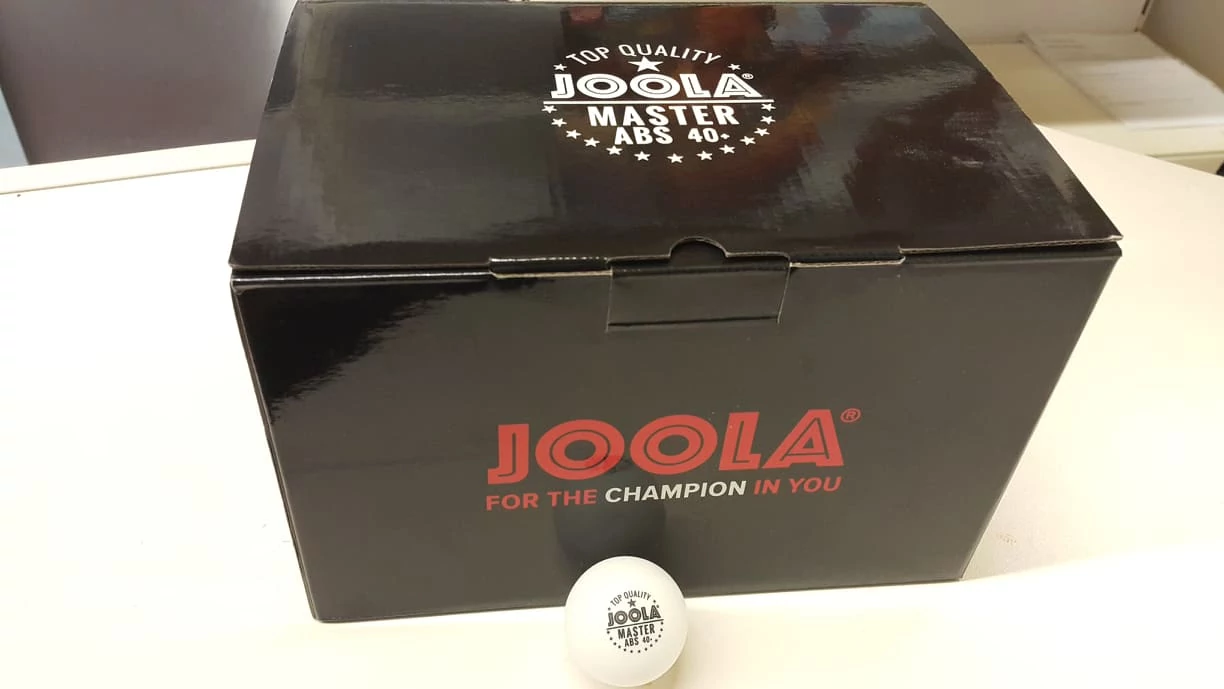 TOP QUALITY
JOOLA®
MASTER
ABS 40+
JOOLA®
FOR THE CHAMPION IN YOU
TOP QUALITY
JOOLA®
MASTER
ABS 40+